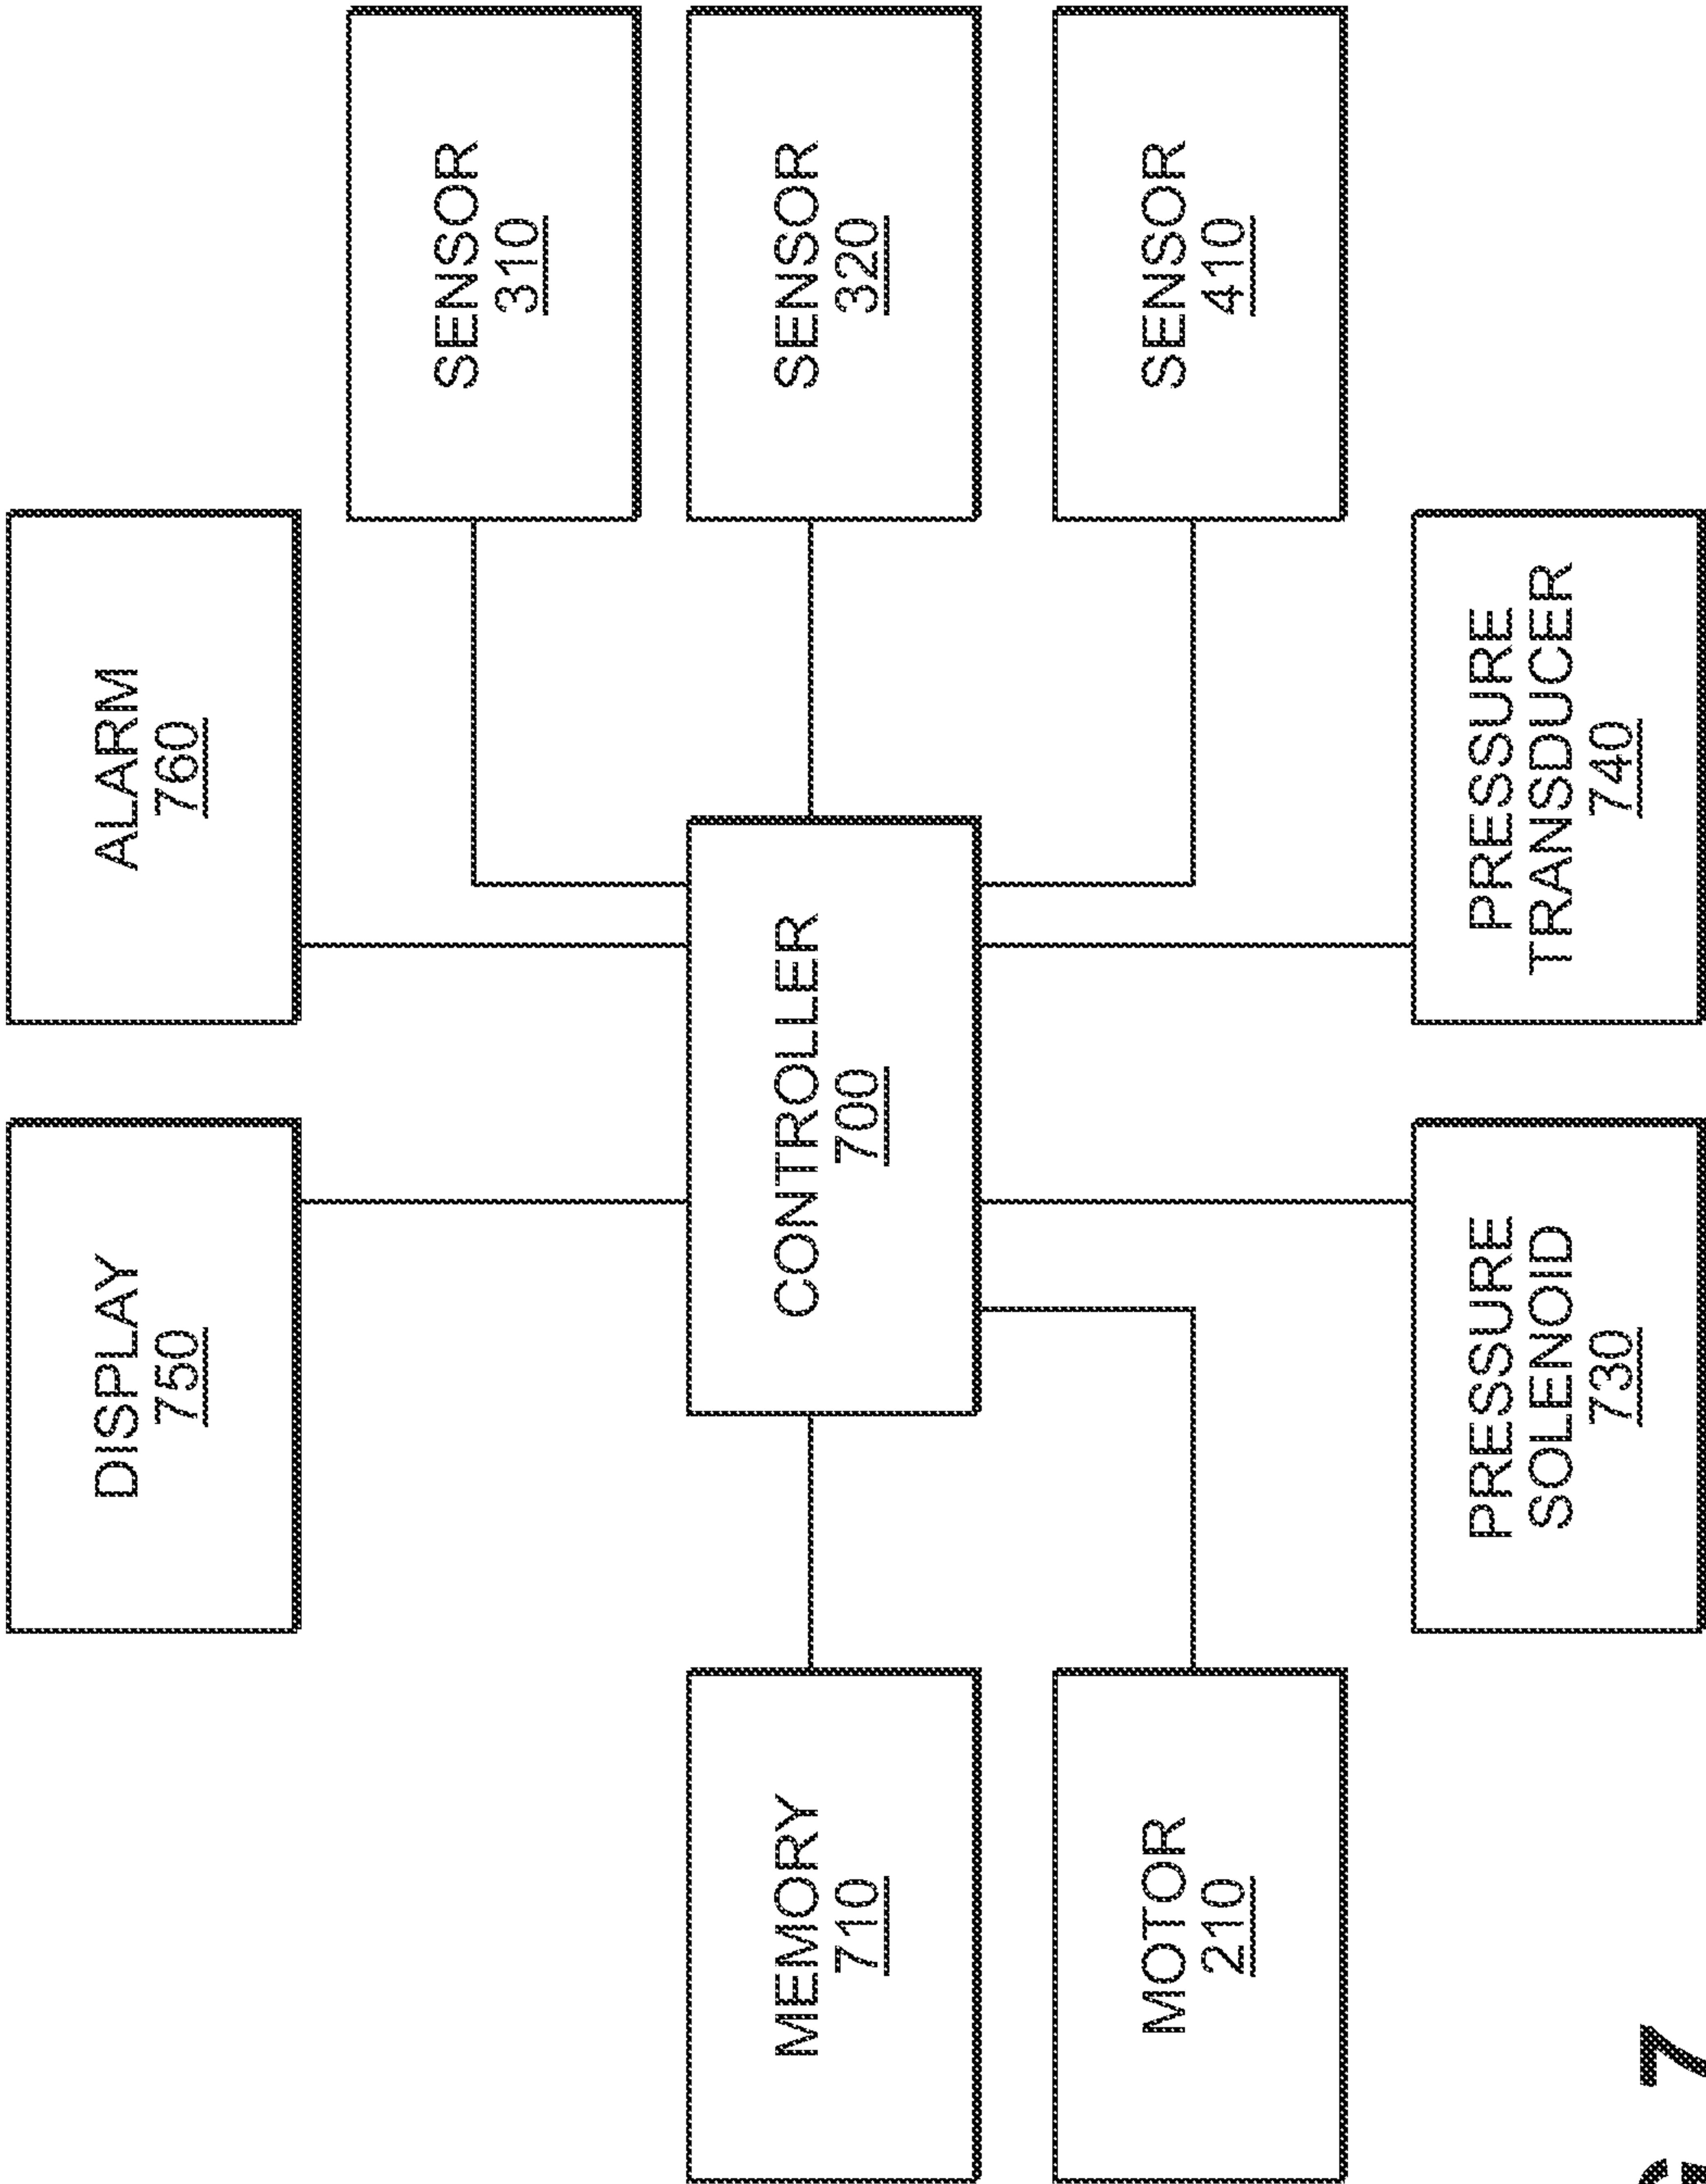 DISPLAY
750
ALARM
760
SENSOR
310
MEMORY
710
CONTROLLER
700
SENSOR
320
MOTOR
210
SENSOR
410
PRESSURE
SOLENOID
730
PRESSURE
TRANSDUCER
740
7